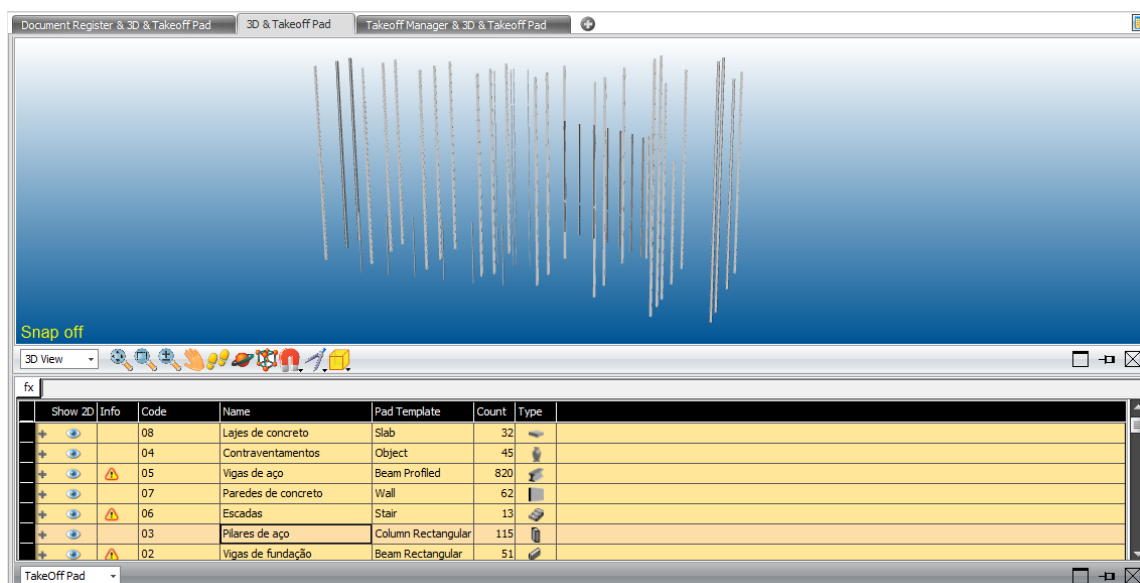 Document Register & 3D & Takeoff Pad 3D & Takeoff Pad Takeoff Manager & 3D & Takeoff Pad
Snap off
3D View
fx
Show 2D Info Code Name Pad Template Count Type
08 Lajes de concreto Slab 32
04 Contraventamentos Object 45
05 Vigas de aço Beam Profiled 820
07 Paredes de concreto Wall 62
06 Escadas Stair 13
03 Pilares de aço Column Rectangular 115
02 Vigas de fundação Beam Rectangular 51
TakeOff Pad